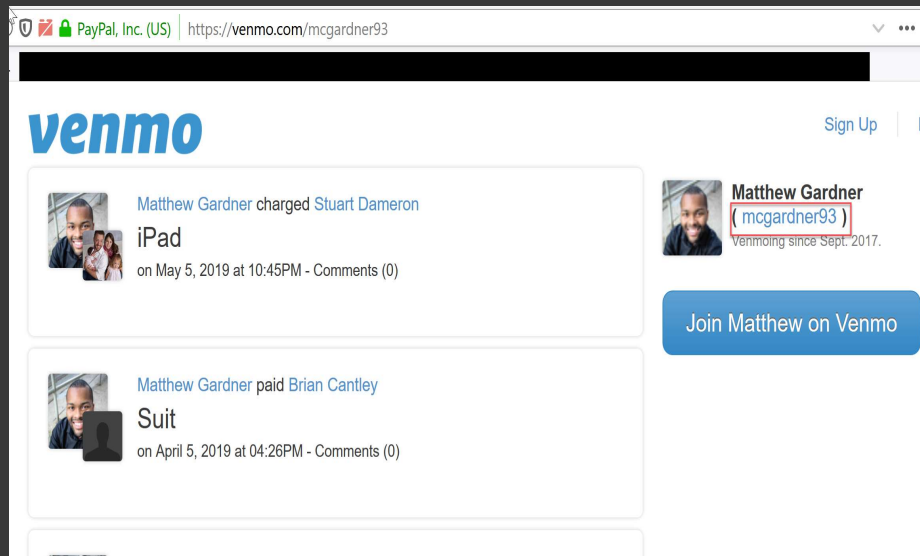 PayPal, Inc. (US) https://venmo.com/mcgardner93
venmo
Sign Up
Matthew Gardner charged Stuart Dameron
iPad
on May 5, 2019 at 10:45PM - Comments (0)
Matthew Gardner
( mcgardner93 )
Venmoing since Sept. 2017.
Join Matthew on Venmo
Matthew Gardner paid Brian Cantley
Suit
on April 5, 2019 at 04:26PM - Comments (0)